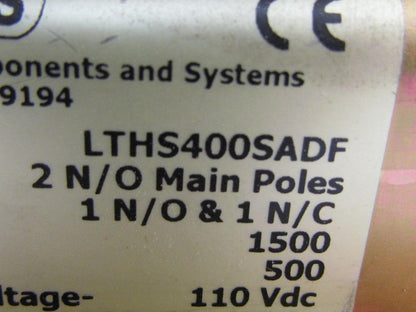 S CE
ponents and Systems
9194
LTHS400SADF
2 N/O Main Poles
1 N/O & 1 N/C
1500
500
ltage- 110 Vdc